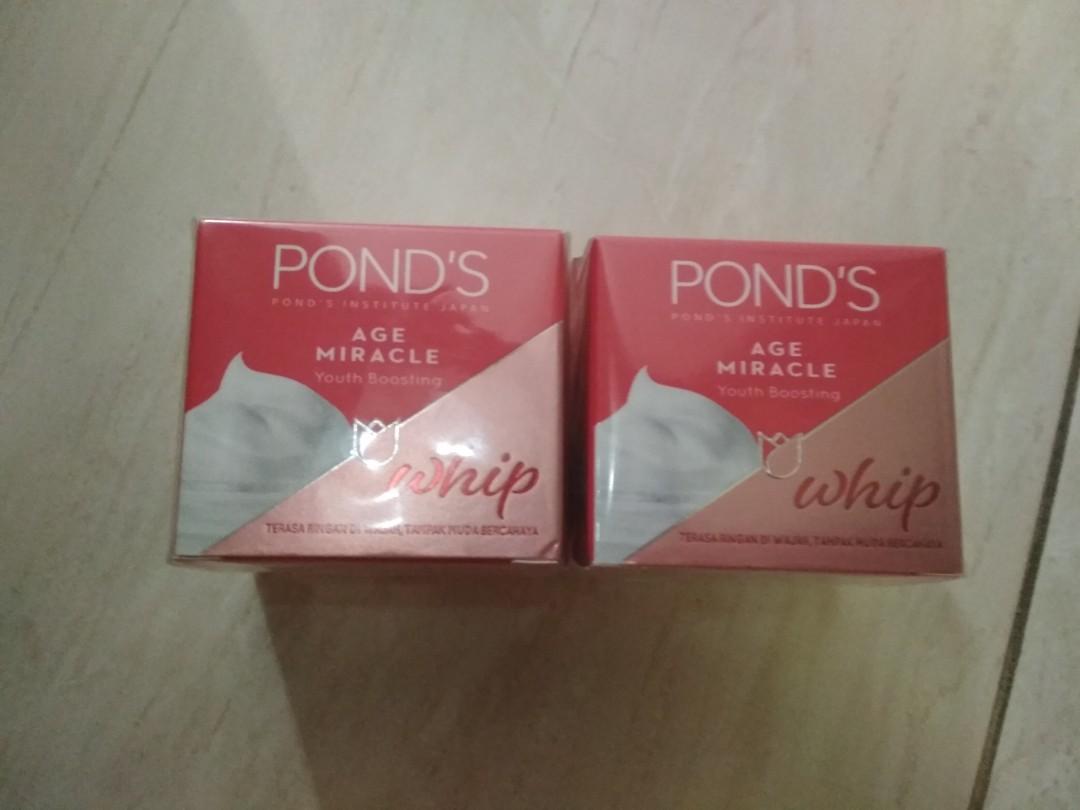 POND'S
POND'S INSTITUTE JAPAN
AGE
MIRACLE
Youth Boosting
whip
TERASA RINGAN DI WAJAH, TAMPAK MUDA BERCAHAYA
POND'S
POND'S INSTITUTE JAPAN
AGE
MIRACLE
Youth Boosting
whip
TERASA RINGAN DI WAJAH, TAMPAK MUDA BERCAHAYA